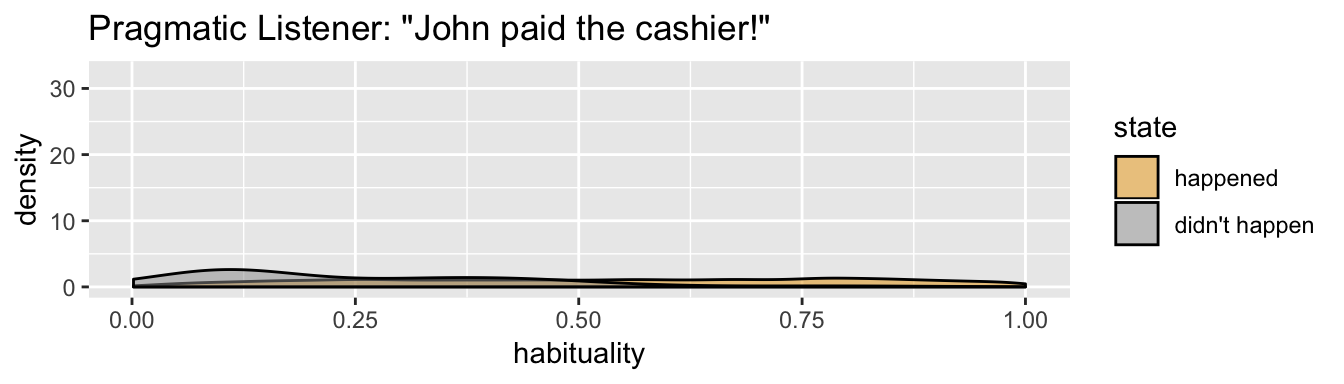 Pragmatic Listener: "John paid the cashier!"
30
20
10
0
density
0.00 0.25 0.50 0.75 1.00
habituality
state
happened
didn't happen